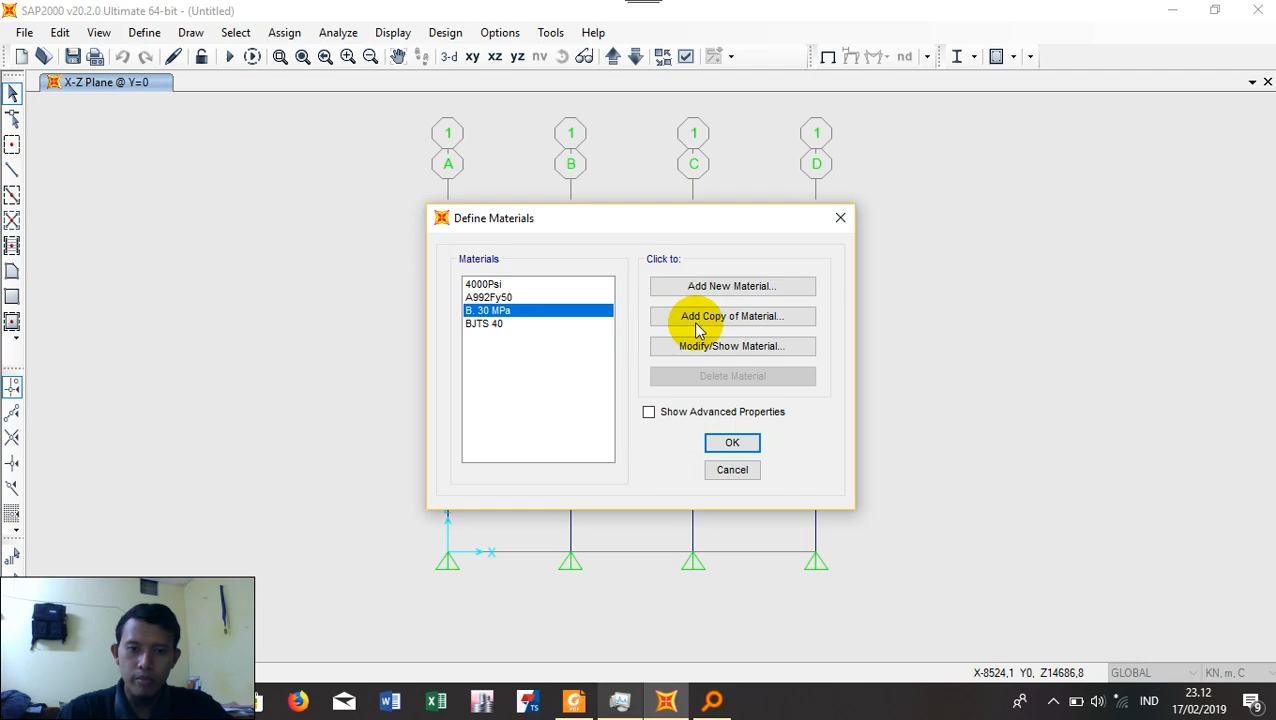 SAP2000 v20.2.0 Ultimate 64-bit - (Untitled)
File Edit View Define Draw Select Assign Analyze Display Design Options Tools Help
3-d xy xz yz nv nd
X-Z Plane @ Y=0
1 1 1 1
A B C D
Define Materials
Materials
4000Psi
A992Fy50
B. 30 MPa
BJTS 40
Click to:
Add New Material...
Add Copy of Material...
Modify/Show Material...
Delete Material
Show Advanced Properties
OK
Cancel
X
all
X-8524,1 Y0, Z14686,8 GLOBAL KN, m, C
IND
23.12
17/02/2019
9